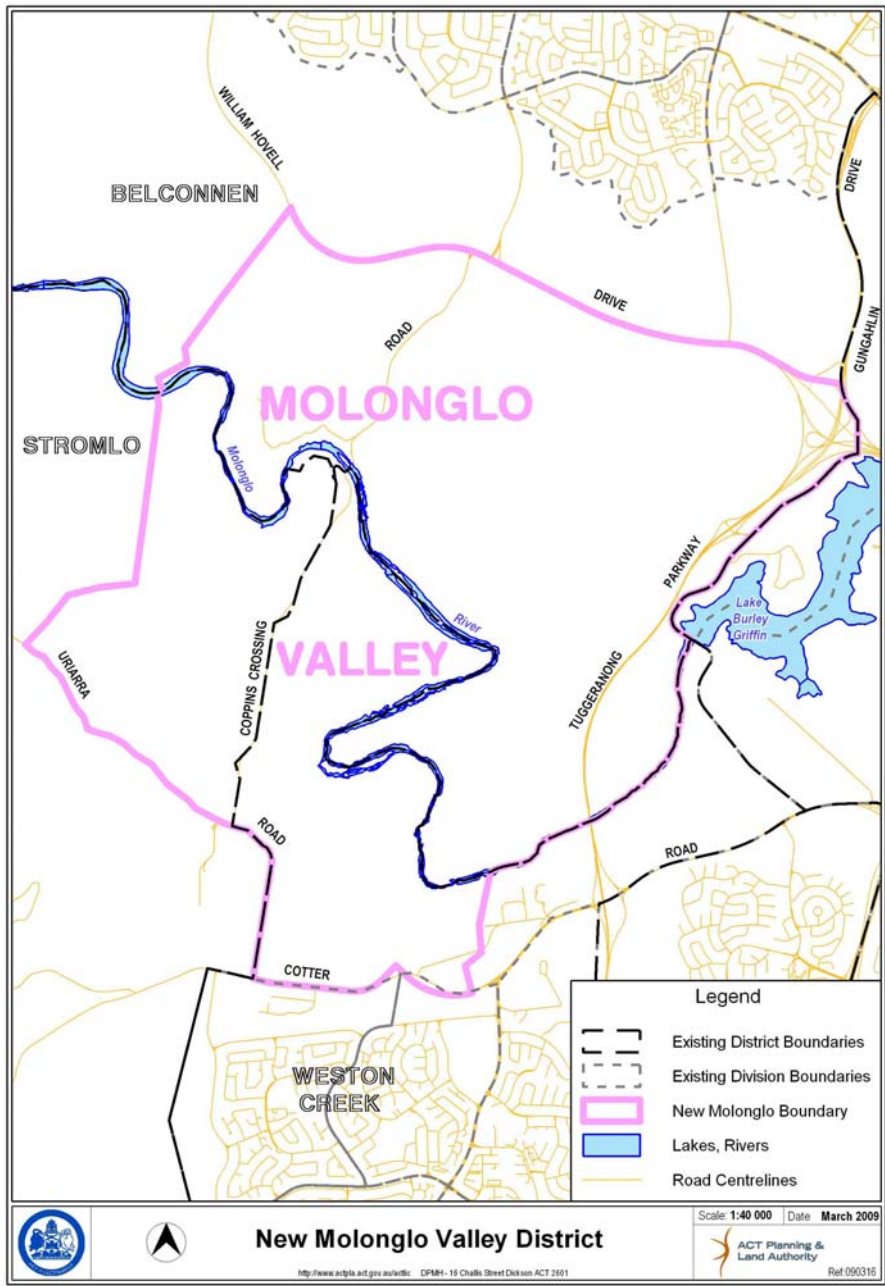 WILLIAM HOVELL
BELCONNEN
DRIVE
DRIVE
GUNGAHLIN
ROAD
MOLONGLO
STROMLO
Molonglo
PARKWAY
Lake
Burley
Griffin
River
VALLEY
URIARRA
COPPINS CROSSING
TUGGERANONG
ROAD
ROAD
COTTER
WESTON
CREEK
Legend
Existing District Boundaries
Existing Division Boundaries
New Molonglo Boundary
Lakes, Rivers
Road Centrelines
New Molonglo Valley District
http://www.actpla.act.gov.au/actlic DPMH - 16 Challis Street Dickson ACT 2601
Scale: 1:40 000 Date March 2009
ACT Planning &
Land Authority
Ref:090316